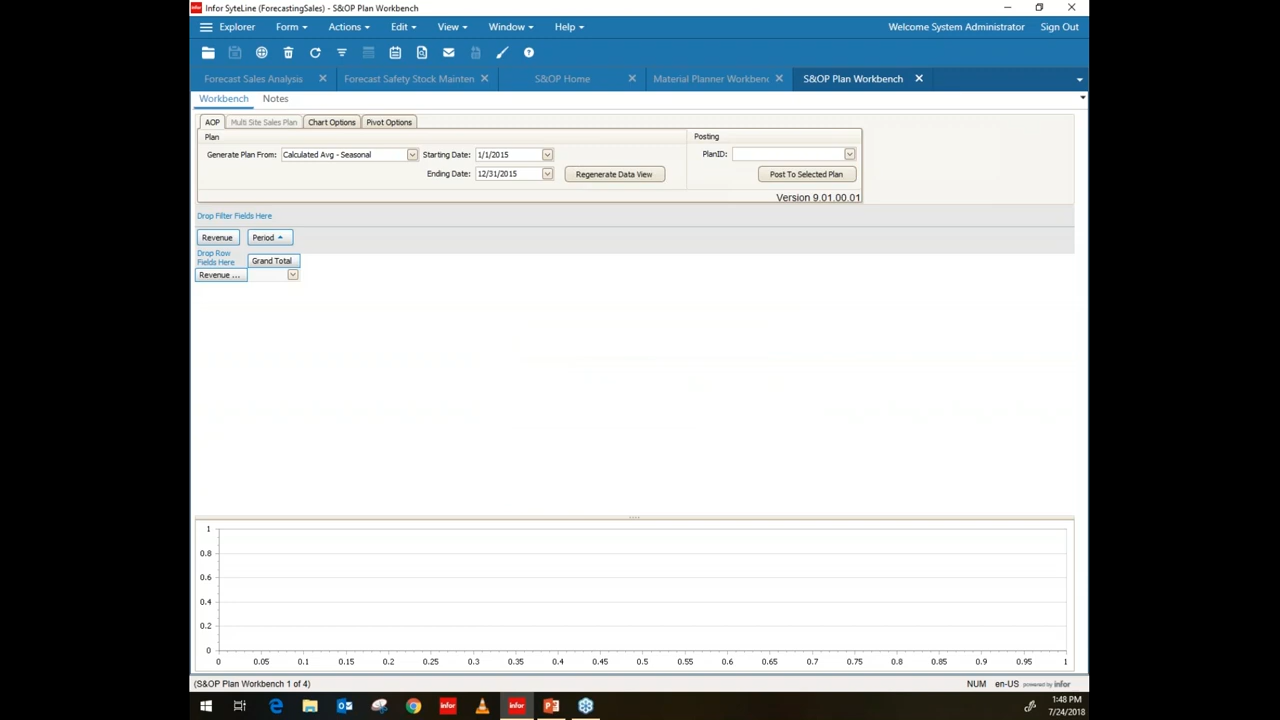 Infor SyteLine (ForecastingSales) - S&OP Plan Workbench
Explorer Form Actions Edit View Window Help Welcome System Administrator Sign Out
Forecast Sales Analysis Forecast Safety Stock Mainten S&OP Home Material Planner Workbenc S&OP Plan Workbench
Workbench Notes
AOP Multi Site Sales Plan Chart Options Pivot Options
Plan Posting
Generate Plan From: Calculated Avg - Seasonal Starting Date: 1/1/2015 PlanID:
Ending Date: 12/31/2015 Regenerate Data View Post To Selected Plan
Version 9.01.00.01
Drop Filter Fields Here
Revenue Period
Drop Row
Fields Here Grand Total
Revenue ...
1
0.8
0.6
0.4
0.2
0
0 0.05 0.1 0.15 0.2 0.25 0.3 0.35 0.4 0.45 0.5 0.55 0.6 0.65 0.7 0.75 0.8 0.85 0.9 0.95 1
(S&OP Plan Workbench 1 of 4) NUM en-US powered by infor
infor infor
1:48 PM
7/24/2018